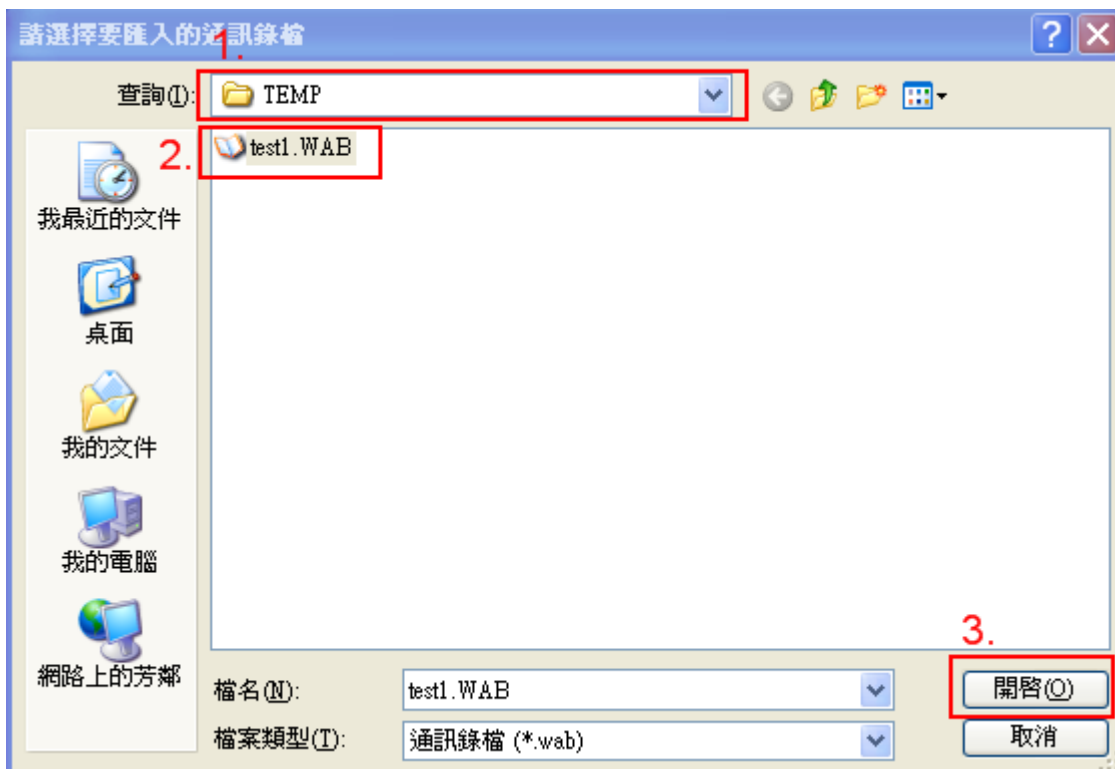 請選擇要匯入的通訊錄檔
1.
查詢(I):
TEMP
2.
test1.WAB
我最近的文件
桌面
我的文件
我的電腦
網路上的芳鄰
3.
檔名(N):
test1.WAB
開啓(O)
檔案類型(T):
通訊錄檔 (*.wab)
取消